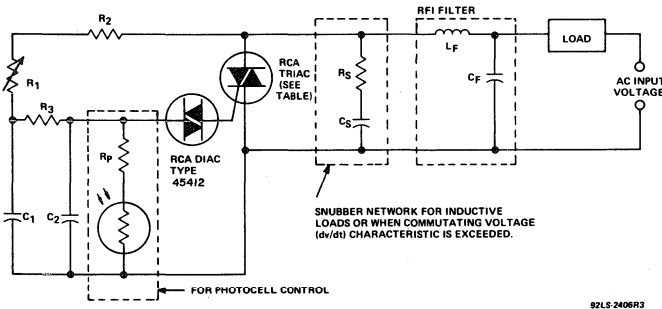 RFI FILTER
R2
LF
LOAD
RCA
TRIAC
(SEE
TABLE)
RS
CF
AC INPUT
VOLTAGE
R1
R3
CS
RP
RCA DIAC
TYPE
45412
C1
C2
SNUBBER NETWORK FOR INDUCTIVE
LOADS OR WHEN COMMUTATING VOLTAGE
(dv/dt) CHARACTERISTIC IS EXCEEDED.
FOR PHOTOCELL CONTROL
92LS-2406R3